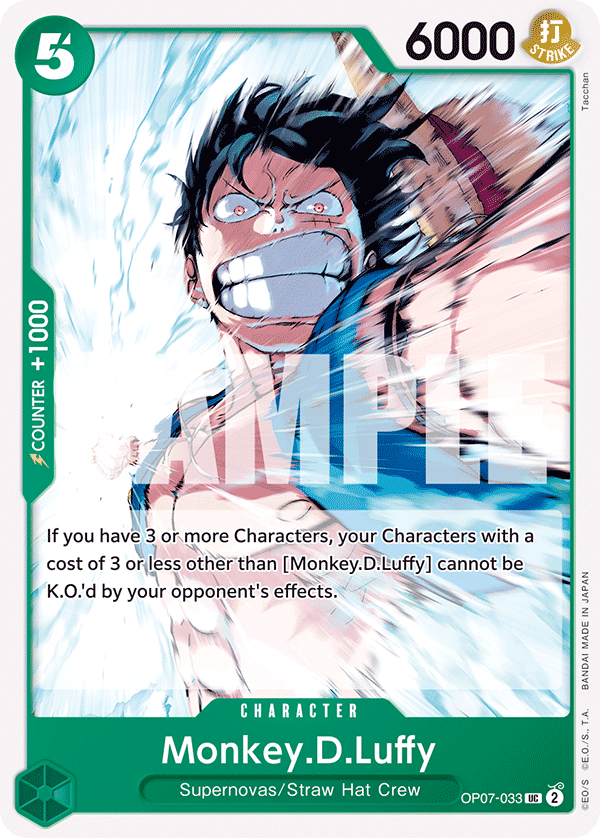 5
6000
打
STRIKE
Tacchan
COUNTER +1000
SAMPLE
If you have 3 or more Characters, your Characters with a
cost of 3 or less other than [Monkey.D.Luffy] cannot be
K.O.'d by your opponent's effects.
CHARACTER
Monkey.D.Luffy
Supernovas/Straw Hat Crew
OP07-033 UC 2
©EO/S ©E.O./S., T.A. BANDAI MADE IN JAPAN